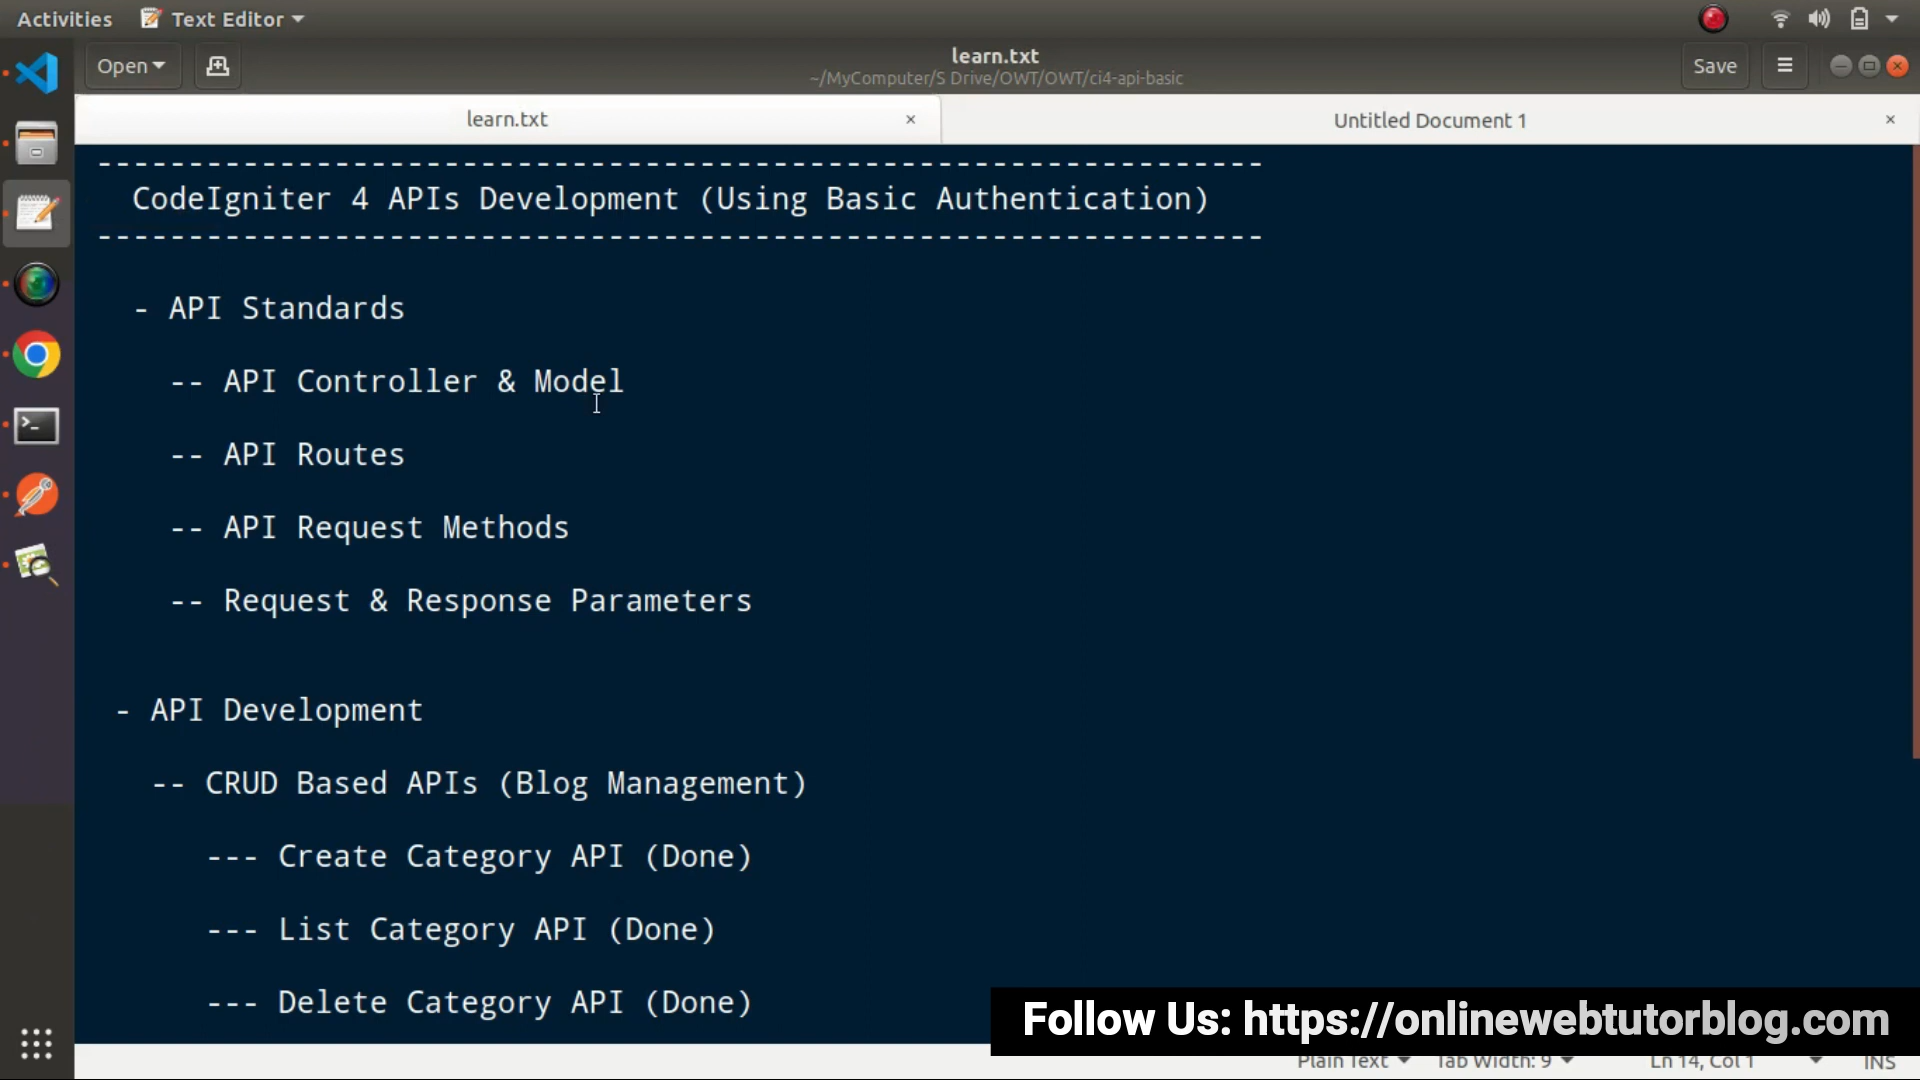 Activities Text Editor
Open learn.txt Save
~/MyComputer/S Drive/OWT/OWT/ci4-api-basic
learn.txt × Untitled Document 1 ×
----------------------------------------------------------------
CodeIgniter 4 APIs Development (Using Basic Authentication)
----------------------------------------------------------------
- API Standards
-- API Controller & Model
-- API Routes
-- API Request Methods
-- Request & Response Parameters
- API Development
-- CRUD Based APIs (Blog Management)
--- Create Category API (Done)
--- List Category API (Done)
--- Delete Category API (Done)
Follow Us: https://onlinewebtutorblog.com
Plain Text Tab Width: 9 Ln 14, Col 1 INS